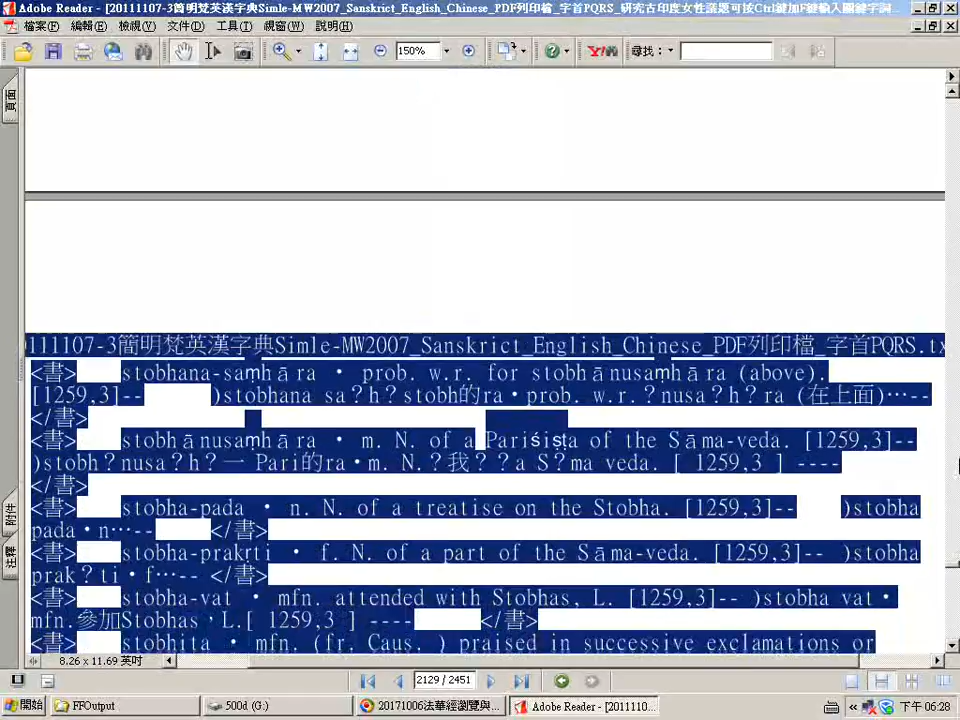 Adobe Reader - [20111107-3簡明梵英漢字典Simle-MW2007_Sanskrict_English_Chinese_PDF列印檔_字首PQRS_研究古印度女性議題可按Ctrl鍵加F鍵輸入關鍵字詞
檔案(F) 編輯(E) 檢視(V) 文件(D) 工具(T) 視窗(W) 說明(H)
150% 尋找:
頁面
111107-3簡明梵英漢字典Simle-MW2007_Sanskrict_English_Chinese_PDF列印檔_字首PQRS.tx
<書> stobhana-saṃhāra · prob. w.r. for stobhānusaṃhāra (above).
[1259,3]-- )stobhana sa?h?stobh的ra·prob. w.r.?nusa?h?ra (在上面)…--
</書>
<書> stobhānusaṃhāra · m. N. of a Pariśiṣṭa of the Sāma-veda. [1259,3]--
)stobh?nusa?h?一 Pari的ra·m. N.?我??a S?ma veda. [ 1259,3 ] ----
</書>
<書> stobha-pada · n. N. of a treatise on the Stobha. [1259,3]-- )stobha
pada·n…-- </書>
<書> stobha-prakṛti · f. N. of a part of the Sāma-veda. [1259,3]-- )stobha
prak?ti·f…-- </書>
<書> stobha-vat · mfn. attended with Stobhas, L. [1259,3]-- )stobha vat·
mfn.參加Stobhas,L.[ 1259,3 ] ---- </書>
<書> stobhita · mfn. (fr. Caus. ) praised in successive exclamations or
附件
注釋
8.26 x 11.69 英吋
2129 / 2451
開始 FFOutput 500d (G:) 20171006法華經瀏覽與... Adobe Reader - [2011110... 下午 06:28